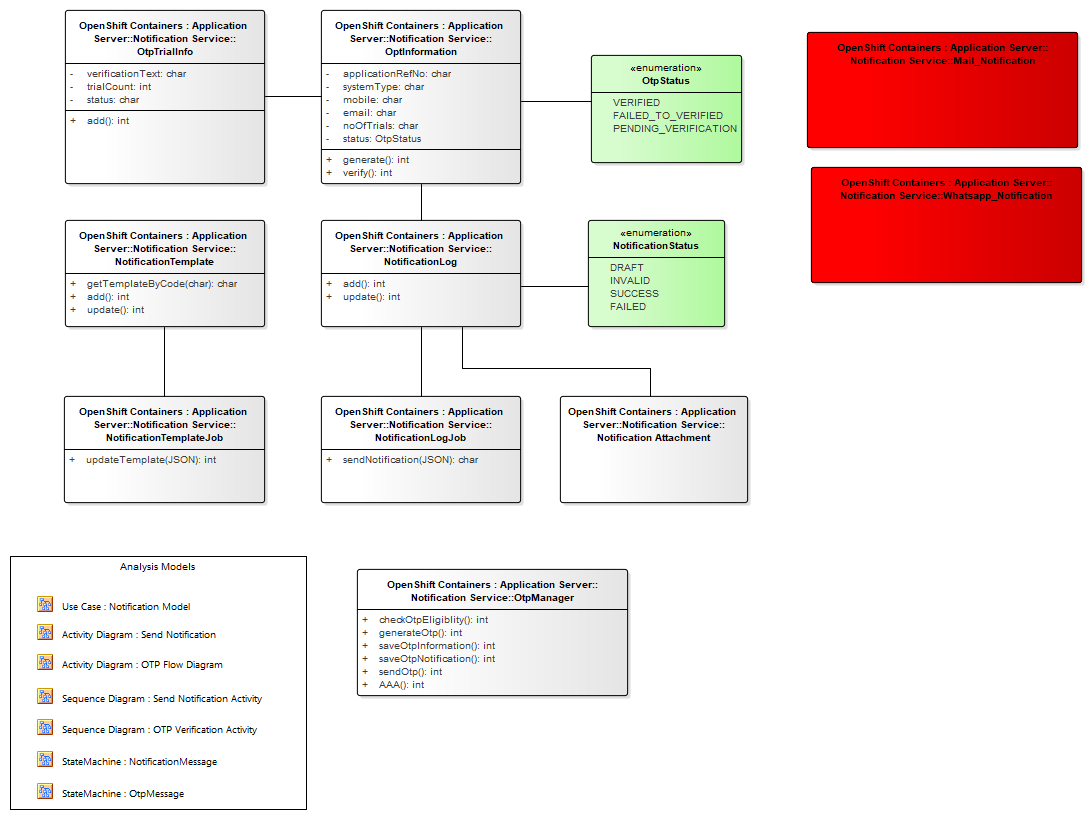 OpenShift Containers : Application
Server::Notification Service::
OtpTrialInfo
- verificationText: char
- trialCount: int
- status: char
+ add(): int
OpenShift Containers : Application
Server::Notification Service::
OptInformation
- applicationRefNo: char
- systemType: char
- mobile: char
- email: char
- noOfTrials: char
- status: OtpStatus
+ generate(): int
+ verify(): int
«enumeration»
OtpStatus
VERIFIED
FAILED_TO_VERIFIED
PENDING_VERIFICATION
OpenShift Containers : Application Server::
Notification Service::Mail_Notification
OpenShift Containers : Application Server::
Notification Service::Whatsapp_Notification
OpenShift Containers : Application
Server::Notification Service::
NotificationTemplate
+ getTemplateByCode(char): char
+ add(): int
+ update(): int
OpenShift Containers : Application
Server::Notification Service::
NotificationLog
+ add(): int
+ update(): int
«enumeration»
NotificationStatus
DRAFT
INVALID
SUCCESS
FAILED
OpenShift Containers : Application
Server::Notification Service::
NotificationTemplateJob
+ updateTemplate(JSON): int
OpenShift Containers : Application
Server::Notification Service::
NotificationLogJob
+ sendNotification(JSON): char
OpenShift Containers : Application
Server::Notification Service::
Notification Attachment
Analysis Models
Use Case : Notification Model
Activity Diagram : Send Notification
Activity Diagram : OTP Flow Diagram
Sequence Diagram : Send Notification Activity
Sequence Diagram : OTP Verification Activity
StateMachine : NotificationMessage
StateMachine : OtpMessage
OpenShift Containers : Application Server::
Notification Service::OtpManager
+ checkOtpEligiblity(): int
+ generateOtp(): int
+ saveOtpInformation(): int
+ saveOtpNotification(): int
+ sendOtp(): int
+ AAA(): int